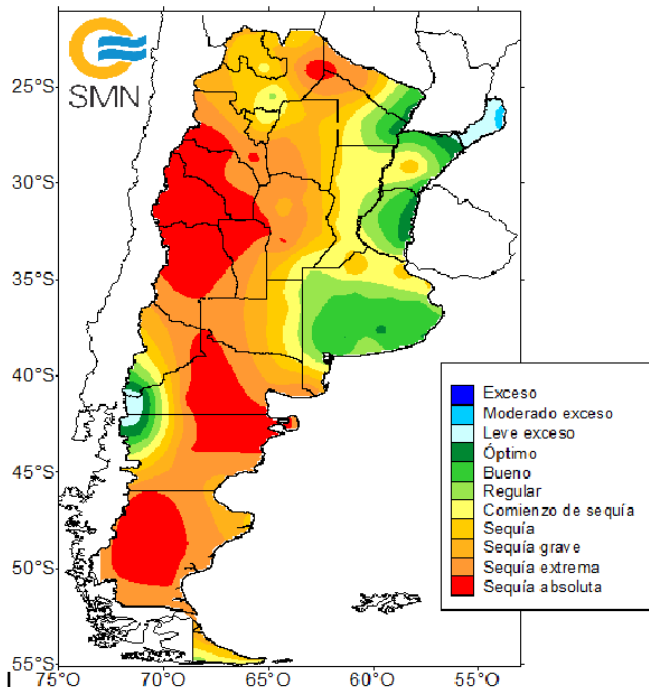 SMN
25°S
30°S
35°S
40°S
45°S
50°S
55°S
75°O 70°O 65°O 60°O 55°O
Exceso
Moderado exceso
Leve exceso
Óptimo
Bueno
Regular
Comienzo de sequía
Sequía
Sequía grave
Sequía extrema
Sequía absoluta